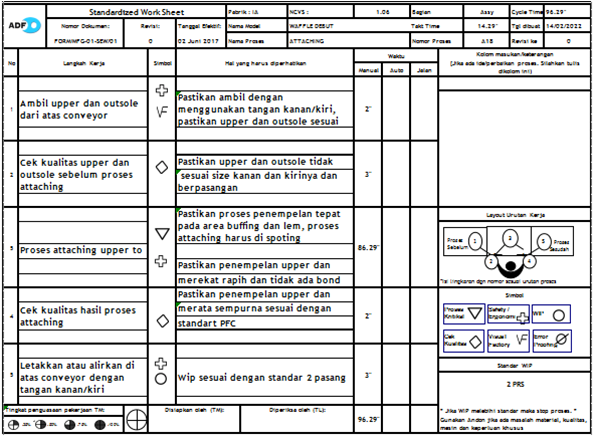 Standardized Work Sheet
Pabrik : IA
NCVS :
1.06
Bagian
Assy
Cycle Time
96.29"
ADF
Nomor Dokumen:
Revisi:
Tanggal Efektif:
Nama Model
WAFFLE DEBUT
Takt Time
14.29"
Tgl dibuat
14/02/2022
FORM/MFG-01-SEW/01
0
02 Juni 2017
Nama Proses
ATTACHING
Nomor Proses
A18
Revisi ke
0
No
Langkah Kerja
Simbol
Hal yang harus diperhatikan
Waktu
Manual
Auto
Jalan
Kolom masukan/keterangan
(Jika ada ide/perbaikan proses. Silahkan tulis
dikolom ini)
1
Ambil upper dan outsole
dari atas conveyor
VF
Pastikan ambil dengan
menggunakan tangan kanan/kiri,
pastikan upper dan outsole sesuai
2"
2
Cek kualitas upper dan
outsole sebelum proses
attaching
Pastikan upper dan outsole tidak
sesuai size kanan dan kirinya dan
berpasangan
3"
3
Proses attaching upper to
Pastikan proses penempelan tepat
pada area buffing dan lem, proses
attaching harus di spoting
Pastikan penempelan upper dan
merekat rapih dan tidak ada bond
86.29"
Layout Urutan Kerja
Proses
Sebelum
1
2
3
4
5
Proses
Sesudah
*Isi lingkaran dgn nomor sesuai urutan proses
4
Cek kualitas hasil proses
attaching
Pastikan penempelan upper dan
merata sempurna sesuai dengan
standart PFC
2"
Simbol
Proses
Kritikal
Safety /
Ergonomi
WIP
Cek
Kualitas
Visual
Factory
VF
Error
Proofing
5
Letakkan atau alirkan di
atas conveyor dengan
tangan kanan/kiri
Wip sesuai dengan standar 2 pasang
3"
Standar WIP
2 PRS
Tingkat penguasaan pekerjaan TM:
Disiapkan oleh (TM):
Diperiksa oleh (TL):
96.29"
* Jika WIP melebihi standar maka stop proses. *
Gunakan Andon jika ada masalah material, kualitas,
mesin dan keperluan khusus